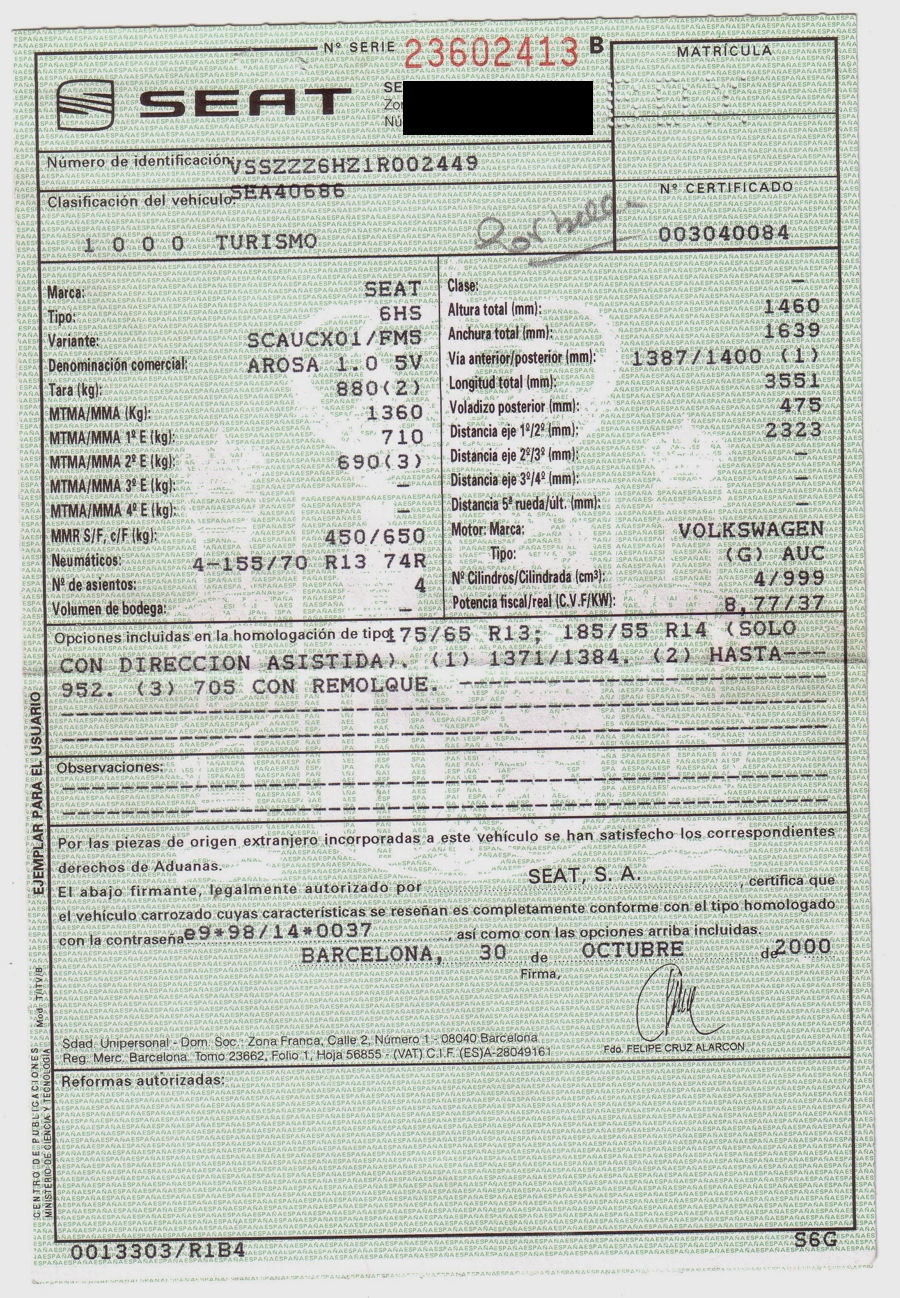 Nº SERIE 23602413 B
MATRÍCULA
SEAT
SE
Zo
Nú
Número de identificación VSSZZZ6HZ1R002449
SEA40686
Clasificación del vehículo:
1000 TURISMO
Nº CERTIFICADO
003040084
Marca: SEAT
Tipo: 6HS
Variante: SCAUCX01/FM5
Denominación comercial: AROSA 1.0 5V
Tara (kg): 880(2)
MTMA/MMA (Kg): 1360
MTMA/MMA 1º E (kg): 710
MTMA/MMA 2º E (kg): 690(3)
MTMA/MMA 3º E (kg): –
MTMA/MMA 4º E (kg): –
MMR S/F, c/F (kg): 450/650
Neumáticos: 4-155/70 R13 74R
Nº de asientos: 4
Volumen de bodega: –
Clase: –
Altura total (mm): 1460
Anchura total (mm): 1639
Vía anterior/posterior (mm): 1387/1400 (1)
Longitud total (mm): 3551
Voladizo posterior (mm): 475
Distancia eje 1º/2º (mm): 2323
Distancia eje 2º/3º (mm): –
Distancia eje 3º/4º (mm): –
Distancia 5ª rueda/últ. (mm): –
Motor: Marca: VOLKSWAGEN
Tipo: (G) AUC
Nº Cilindros/Cilindrada (cm³): 4/999
Potencia fiscal/real (C.V.F/KW): 8,77/37
Opciones incluidas en la homologación de tipo: 175/65 R13; 185/55 R14 (SOLO
CON DIRECCION ASISTIDA). (1) 1371/1384. (2) HASTA---
952. (3) 705 CON REMOLQUE.
Observaciones:
Por las piezas de origen extranjero incorporadas a este vehículo se han satisfecho los correspondientes
derechos de Aduanas.
El abajo firmante, legalmente autorizado por SEAT, S. A., certifica que
el vehículo carrozado cuyas características se reseñan es completamente conforme con el tipo homologado
con la contraseña e9*98/14*0037, así como con las opciones arriba incluidas.
BARCELONA, 30 de OCTUBRE de 2000
Firma,
Sdad. Unipersonal - Dom. Soc.: Zona Franca, Calle 2, Número 1 - 08040 Barcelona
Reg. Merc. Barcelona. Tomo 23662, Folio 1, Hoja 56855 - (VAT) C.I.F. (ES)A-28049161
Fdo. FELIPE CRUZ ALARCON
Reformas autorizadas:
0013303/R1B4
S6G
EJEMPLAR PARA EL USUARIO
Mod. T/ITV/B
CENTRO DE PUBLICACIONES
MINISTERIO DE CIENCIA Y TECNOLOGÍA